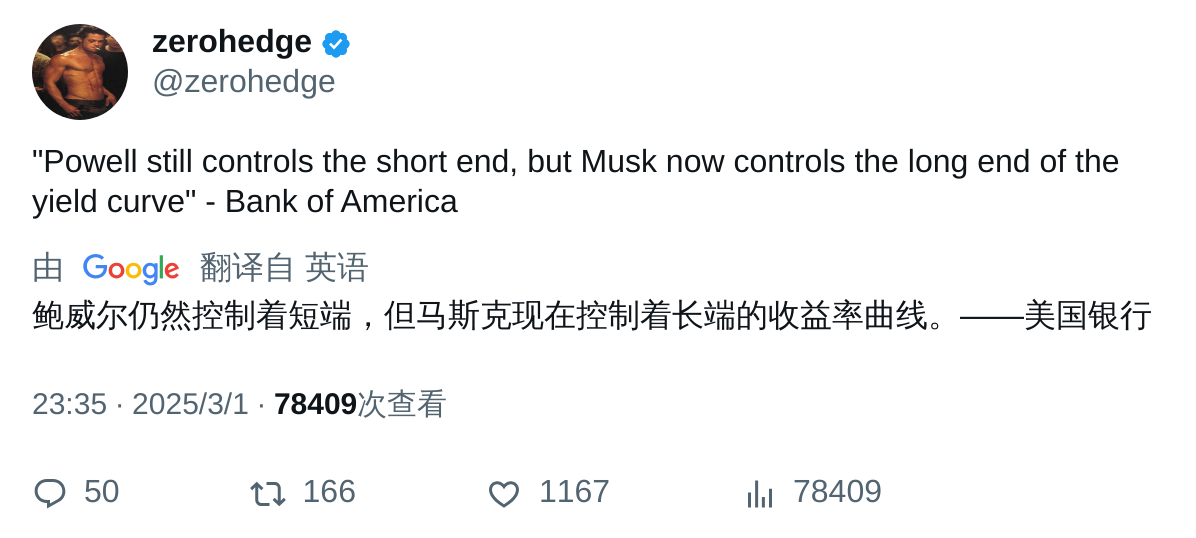 zerohedge
@zerohedge
"Powell still controls the short end, but Musk now controls the long end of the
yield curve" - Bank of America
由 Google 翻译自 英语
鲍威尔仍然控制着短端，但马斯克现在控制着长端的收益率曲线。——美国银行
23:35 · 2025/3/1 · 78409次查看
50 166 1167 78409